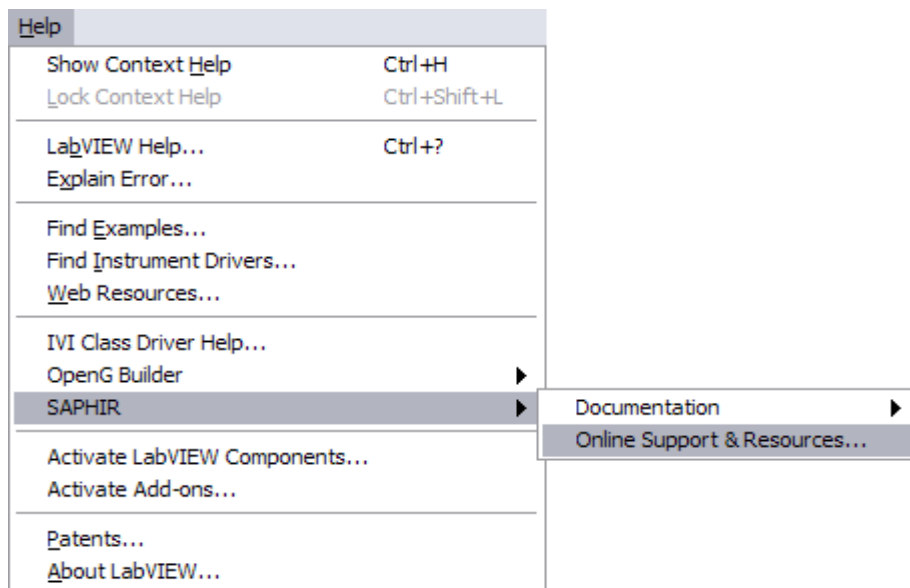 Help
Show Context Help Ctrl+H
Lock Context Help Ctrl+Shift+L
LabVIEW Help... Ctrl+?
Explain Error...
Find Examples...
Find Instrument Drivers...
Web Resources...
IVI Class Driver Help...
OpenG Builder
SAPHIR
Documentation
Online Support & Resources...
Activate LabVIEW Components...
Activate Add-ons...
Patents...
About LabVIEW...